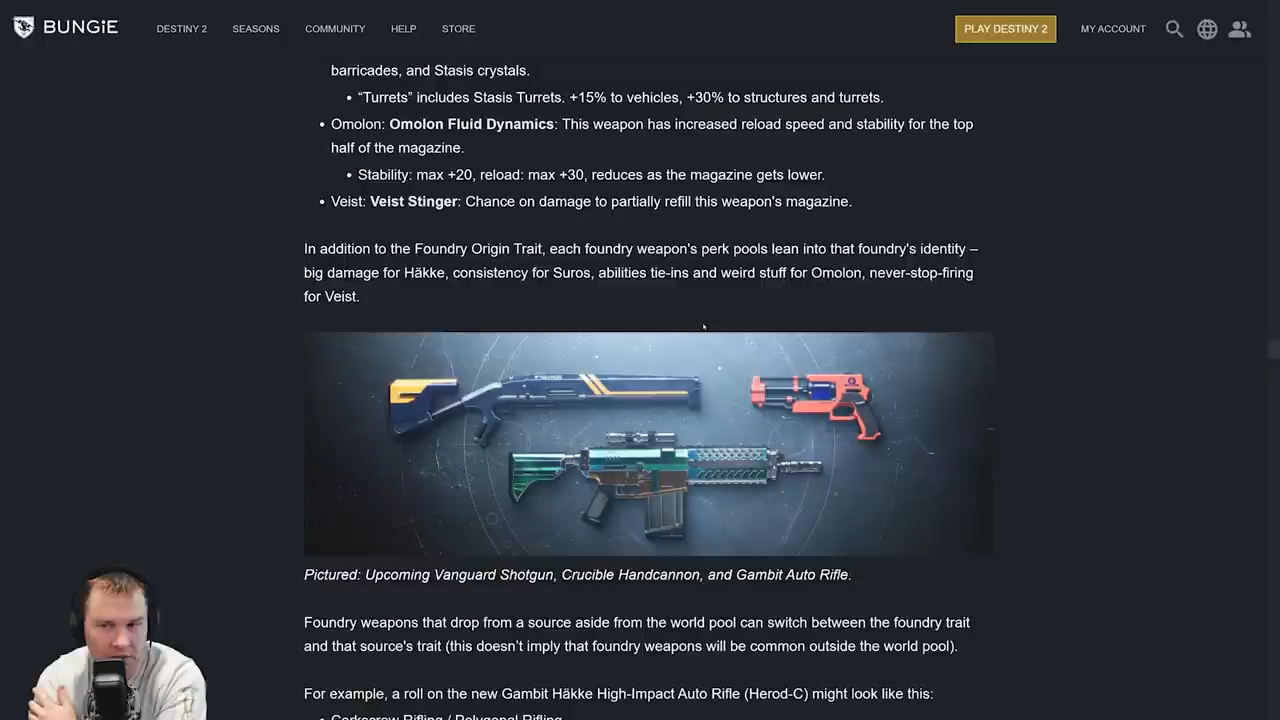 BUNGiE DESTINY 2 SEASONS COMMUNITY HELP STORE PLAY DESTINY 2 MY ACCOUNT
barricades, and Stasis crystals.
• “Turrets” includes Stasis Turrets. +15% to vehicles, +30% to structures and turrets.
• Omolon: Omolon Fluid Dynamics: This weapon has increased reload speed and stability for the top
half of the magazine.
• Stability: max +20, reload: max +30, reduces as the magazine gets lower.
• Veist: Veist Stinger: Chance on damage to partially refill this weapon's magazine.
In addition to the Foundry Origin Trait, each foundry weapon's perk pools lean into that foundry's identity –
big damage for Häkke, consistency for Suros, abilities tie-ins and weird stuff for Omolon, never-stop-firing
for Veist.
Pictured: Upcoming Vanguard Shotgun, Crucible Handcannon, and Gambit Auto Rifle.
Foundry weapons that drop from a source aside from the world pool can switch between the foundry trait
and that source's trait (this doesn’t imply that foundry weapons will be common outside the world pool).
For example, a roll on the new Gambit Häkke High-Impact Auto Rifle (Herod-C) might look like this:
• Corkscrew Rifling / Polygonal Rifling